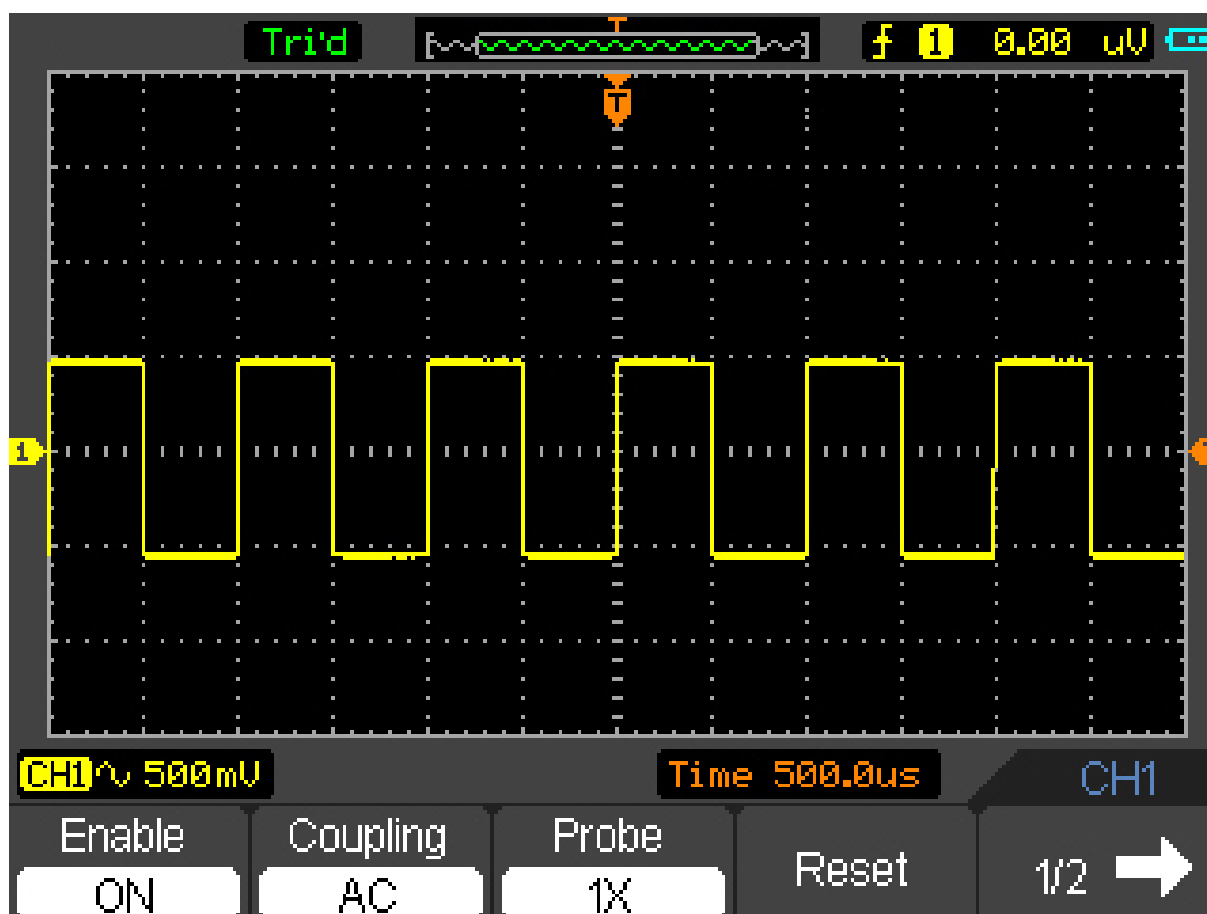 Tri'd T 1 0.00 uV
T
1
CH1 500mV Time 500.0us CH1
Enable Coupling Probe Reset 1/2
ON AC 1X